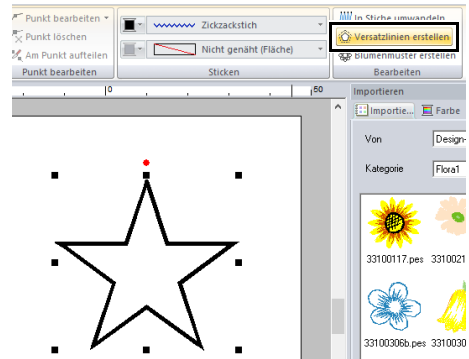 Punkt bearbeiten
Punkt löschen
Am Punkt aufteilen
Punkt bearbeiten
Zickzackstich
Nicht genäht (Fläche)
Sticken
In Stiche umwandeln
Versatzlinien erstellen
Blumenmuster erstellen
Bearbeiten
0
50
Importieren
Importie... Farbe
Von Design-
Kategorie Flora1
33100117.pes 3310021
33100306b.pes 3310030